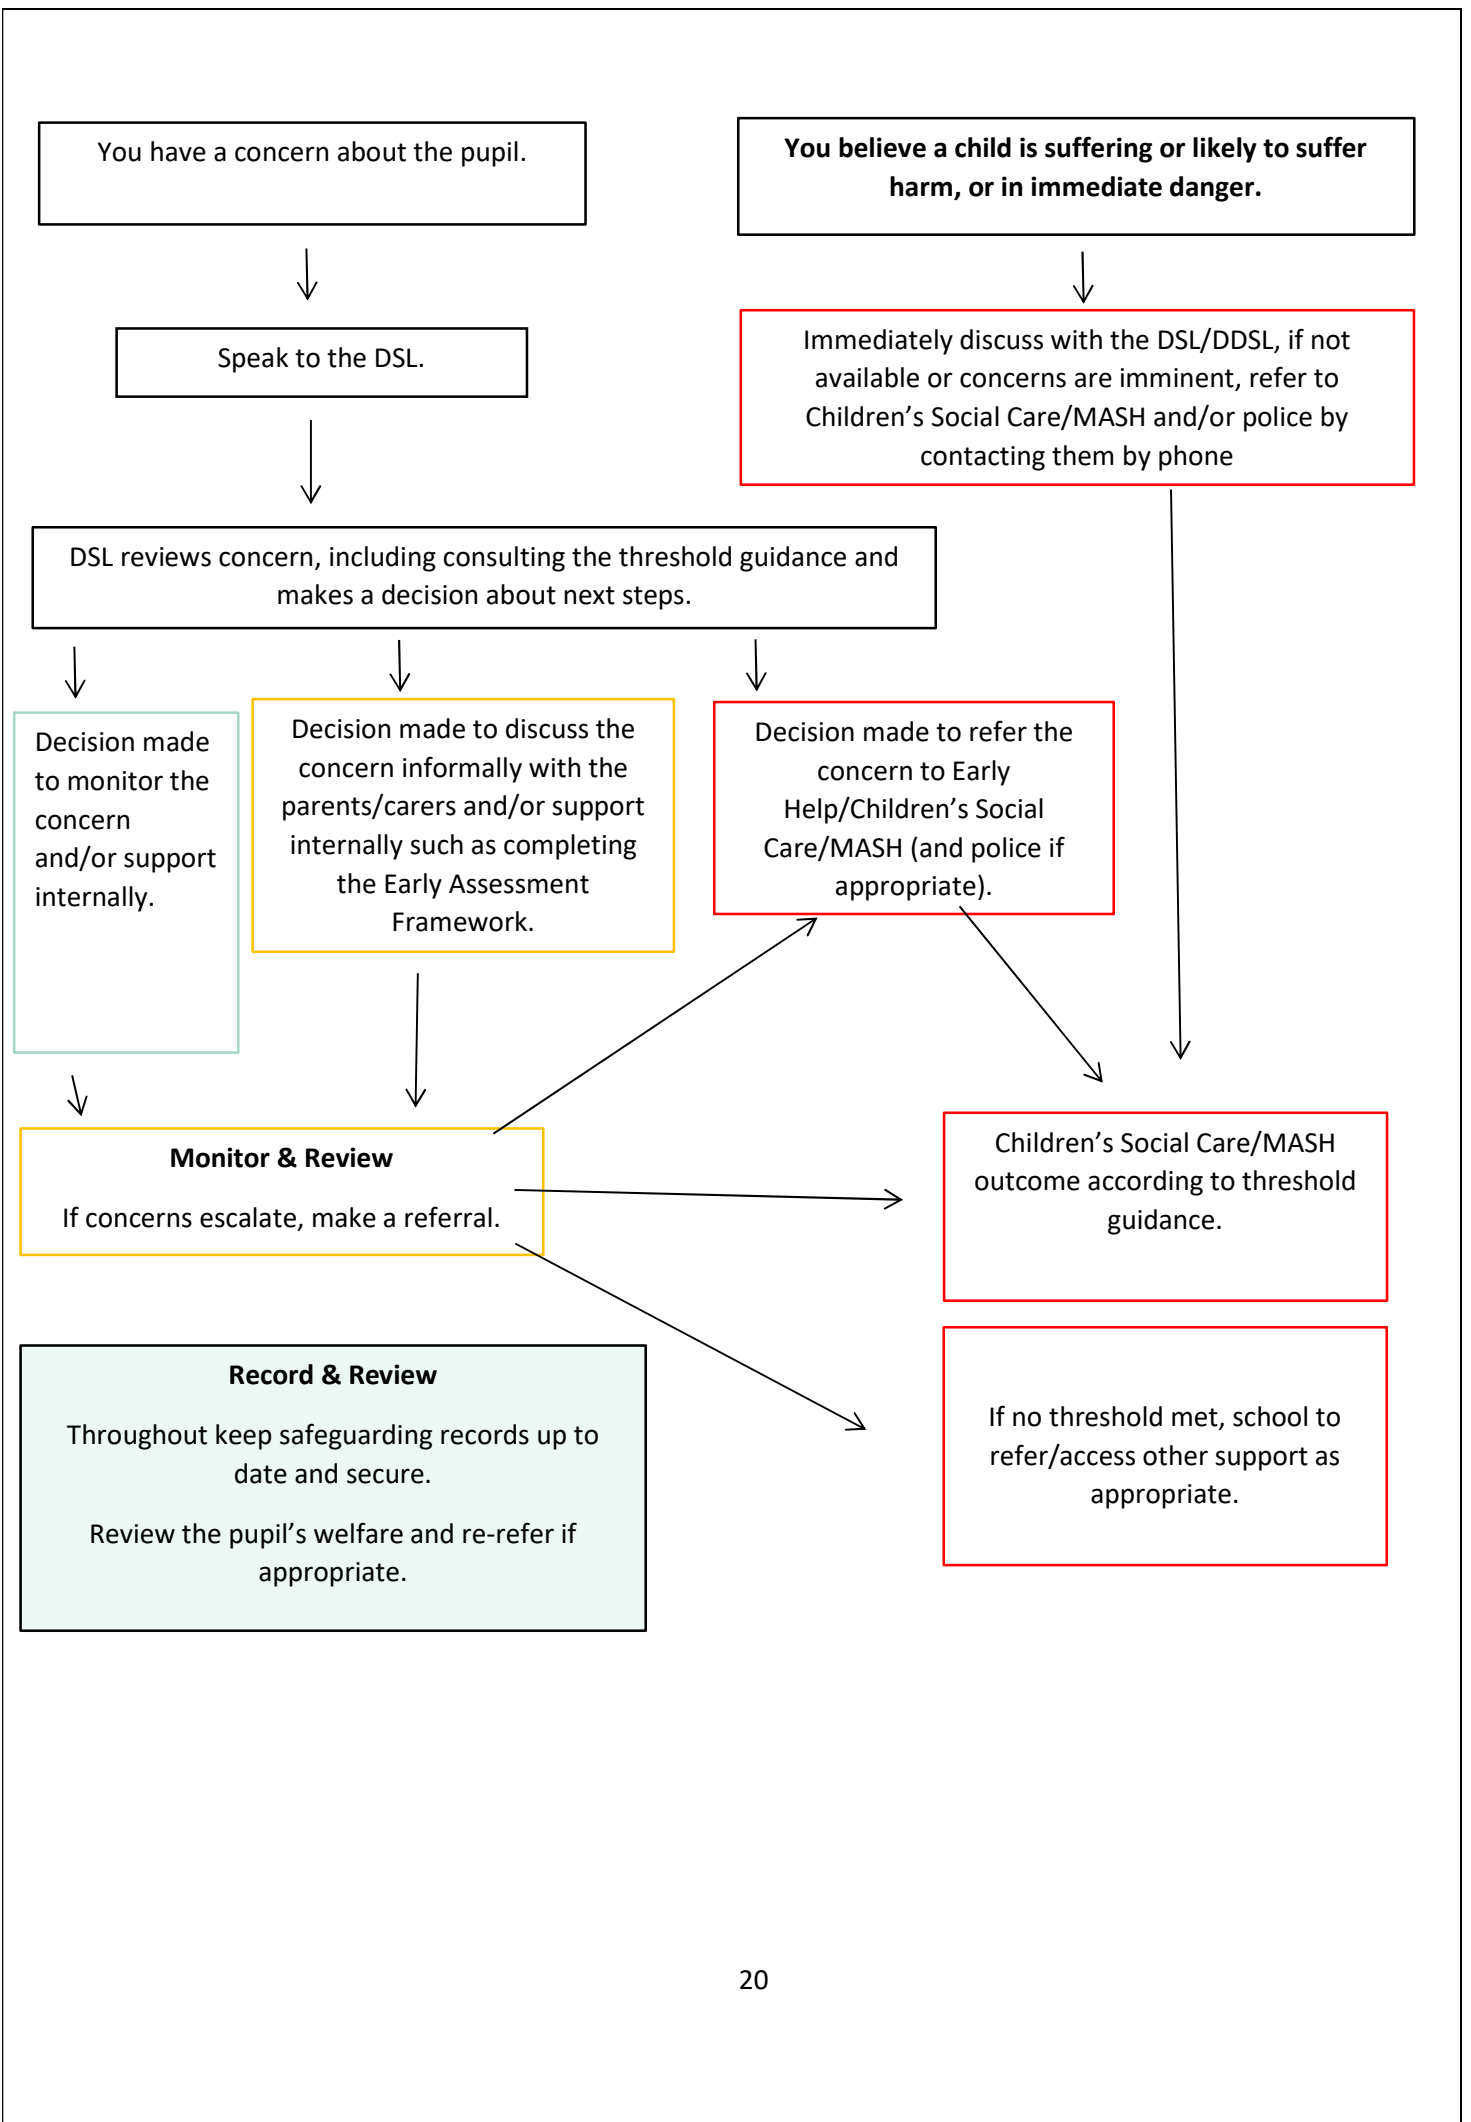 You have a concern about the pupil.
You believe a child is suffering or likely to suffer
harm, or in immediate danger.
Speak to the DSL.
Immediately discuss with the DSL/DDSL, if not
available or concerns are imminent, refer to
Children’s Social Care/MASH and/or police by
contacting them by phone
DSL reviews concern, including consulting the threshold guidance and
makes a decision about next steps.
Decision made
to monitor the
concern
and/or support
internally.
Decision made to discuss the
concern informally with the
parents/carers and/or support
internally such as completing
the Early Assessment
Framework.
Decision made to refer the
concern to Early
Help/Children’s Social
Care/MASH (and police if
appropriate).
Monitor & Review
If concerns escalate, make a referral.
Children’s Social Care/MASH
outcome according to threshold
guidance.
Record & Review
Throughout keep safeguarding records up to
date and secure.
Review the pupil’s welfare and re-refer if
appropriate.
If no threshold met, school to
refer/access other support as
appropriate.
20